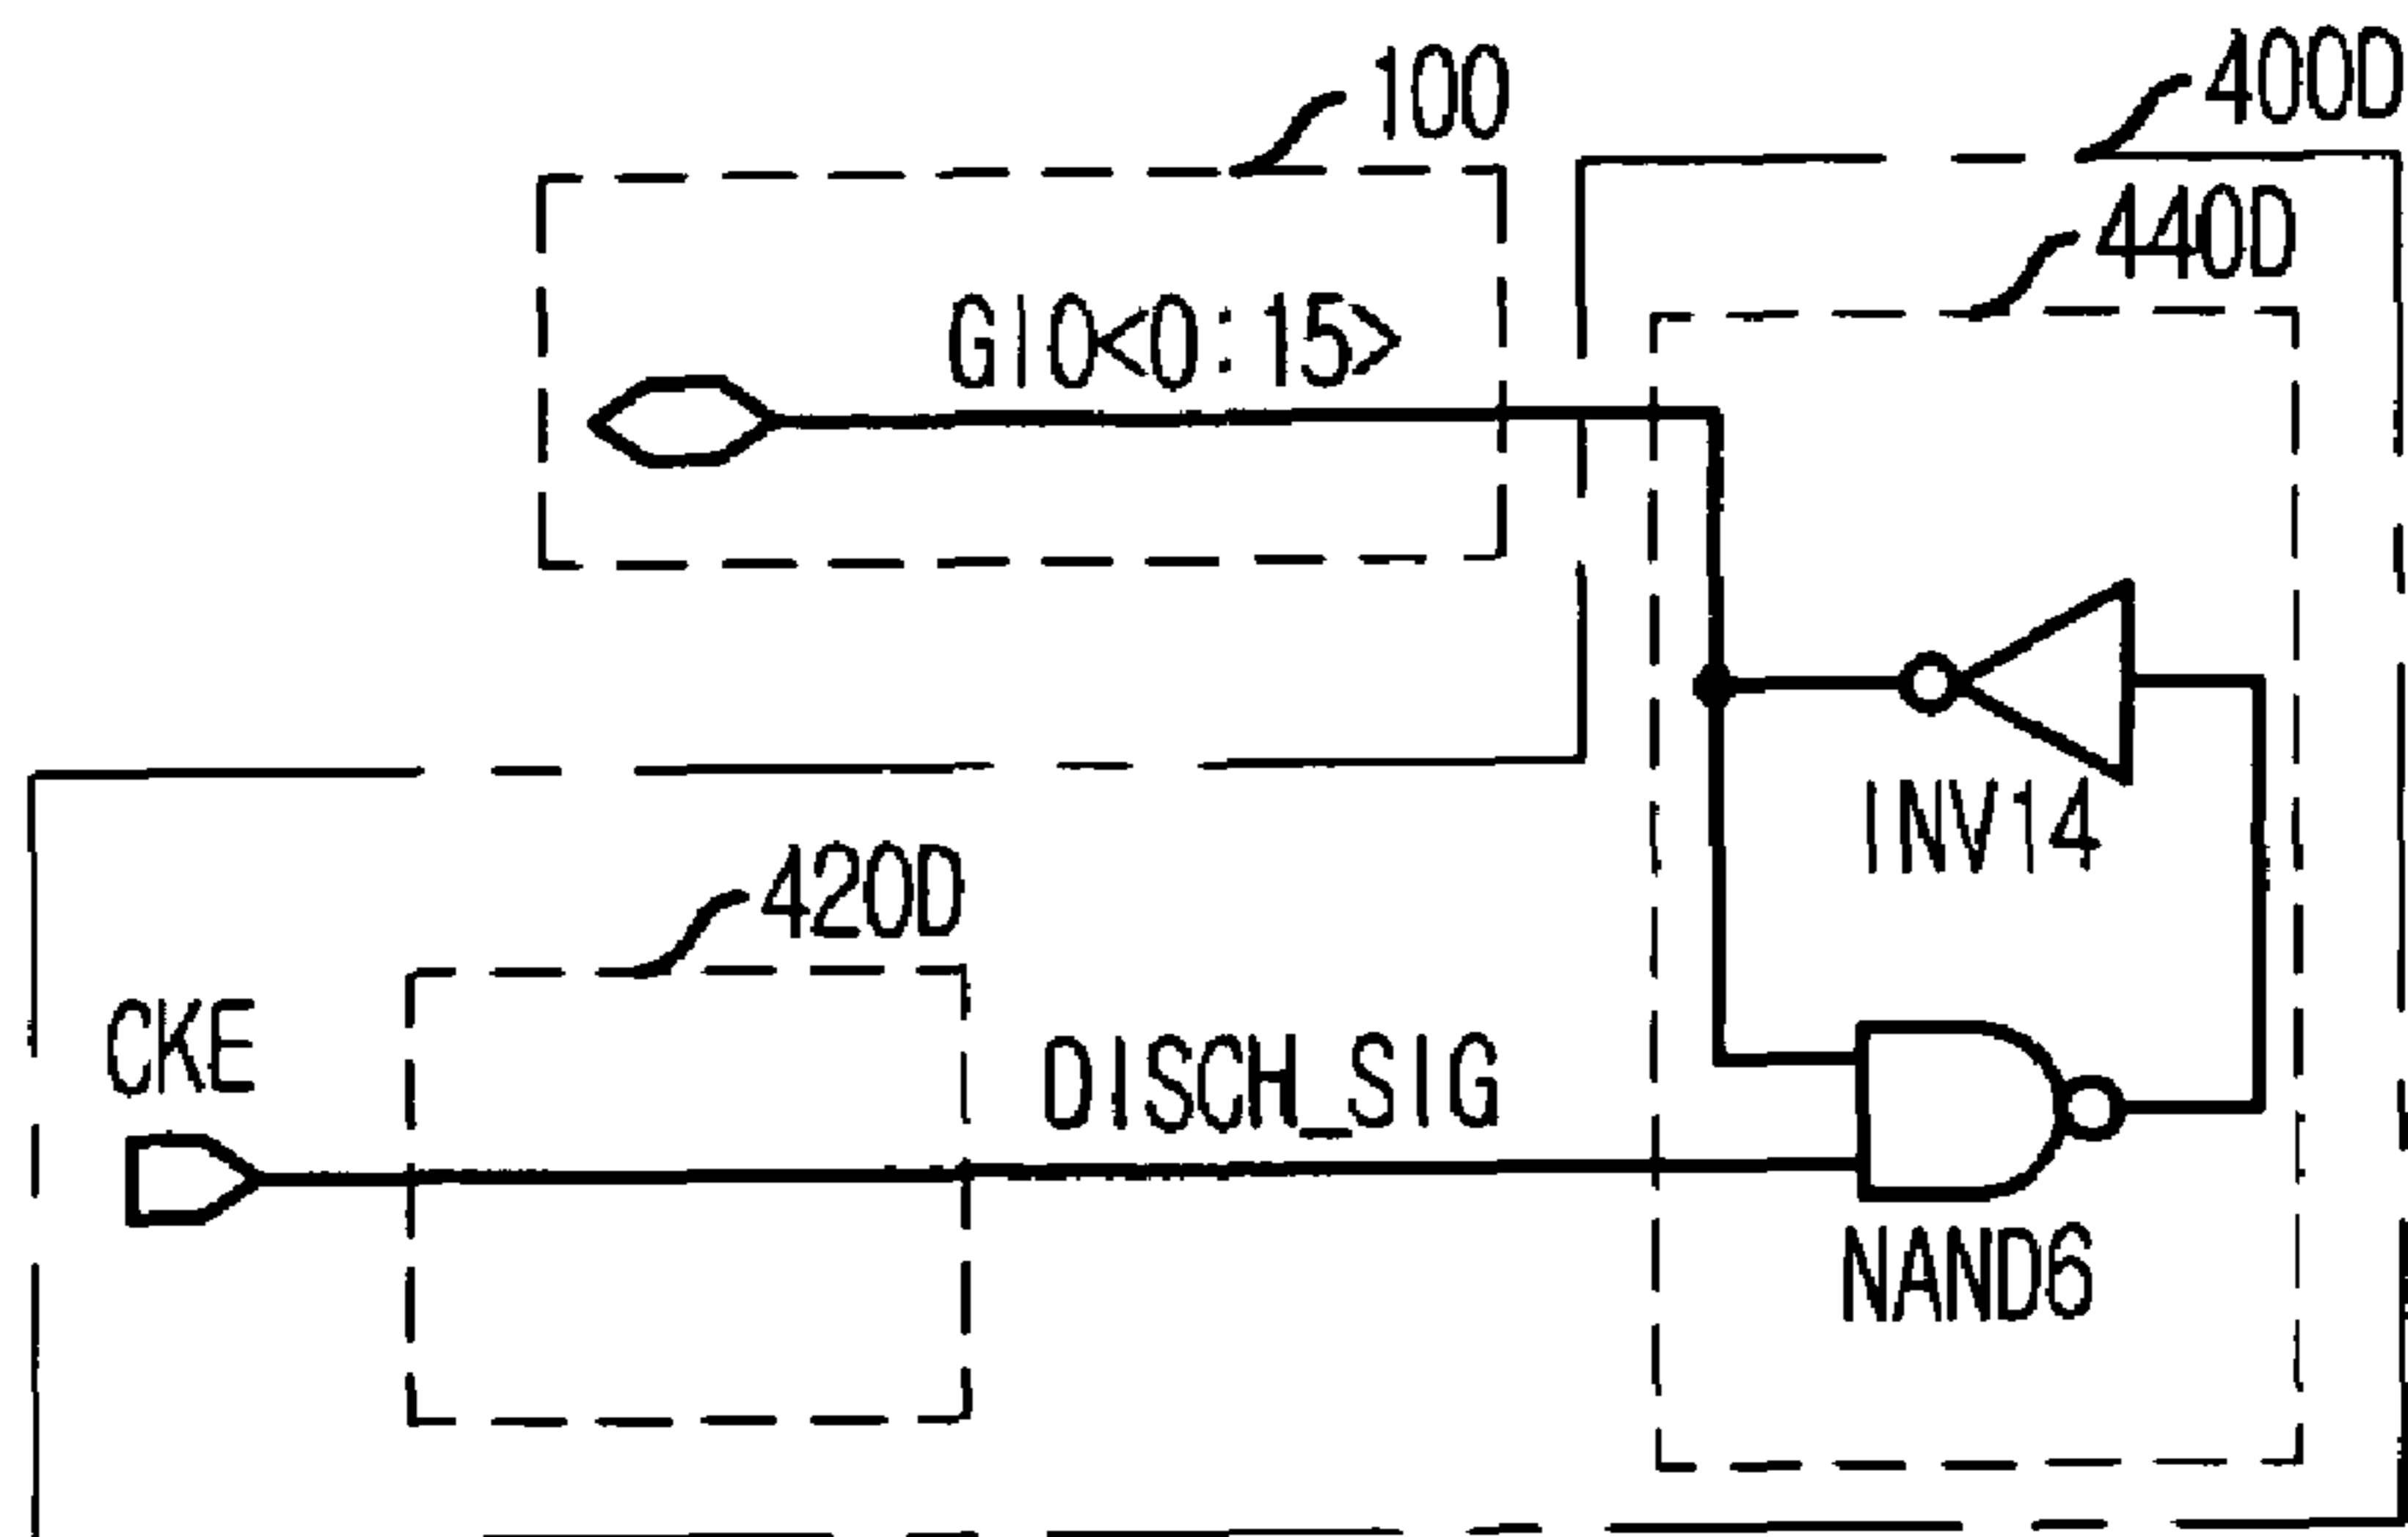 100
400D
440D
GIO<0:15>
INV14
420D
CKE
DISCH_SIG
NAND6